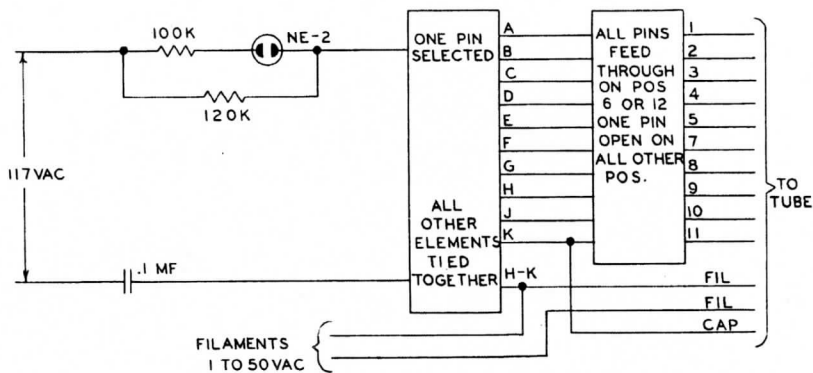 100K
NE-2
120K
117VAC
.1 MF
ONE PIN
SELECTED
ALL
OTHER
ELEMENTS
TIED
TOGETHER
A
B
C
D
E
F
G
H
J
K
H-K
ALL PINS
FEED
THROUGH
ON POS
6 OR 12
ONE PIN
OPEN ON
ALL OTHER
POS.
1
2
3
4
5
7
8
9
10
11
FIL
FIL
CAP
TO
TUBE
FILAMENTS
1 TO 50VAC